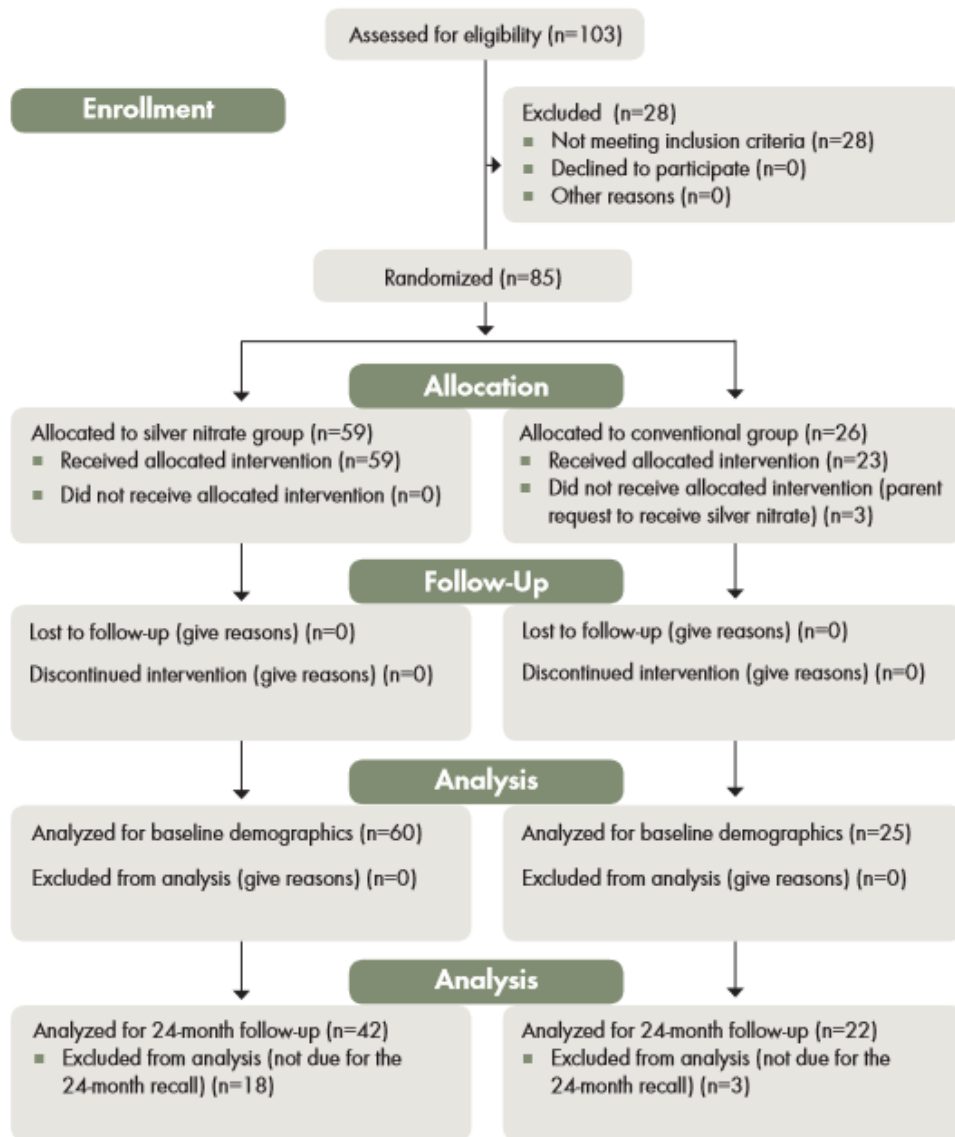 Assessed for eligibility (n=103)
Enrollment
Excluded (n=28)
▪ Not meeting inclusion criteria (n=28)
▪ Declined to participate (n=0)
▪ Other reasons (n=0)
Randomized (n=85)
Allocation
Allocated to silver nitrate group (n=59)
▪ Received allocated intervention (n=59)
▪ Did not receive allocated intervention (n=0)
Allocated to conventional group (n=26)
▪ Received allocated intervention (n=23)
▪ Did not receive allocated intervention (parent
request to receive silver nitrate) (n=3)
Follow-Up
Lost to follow-up (give reasons) (n=0)
Discontinued intervention (give reasons) (n=0)
Lost to follow-up (give reasons) (n=0)
Discontinued intervention (give reasons) (n=0)
Analysis
Analyzed for baseline demographics (n=60)
Excluded from analysis (give reasons) (n=0)
Analyzed for baseline demographics (n=25)
Excluded from analysis (give reasons) (n=0)
Analysis
Analyzed for 24-month follow-up (n=42)
▪ Excluded from analysis (not due for the
24-month recall) (n=18)
Analyzed for 24-month follow-up (n=22)
▪ Excluded from analysis (not due for the
24-month recall) (n=3)